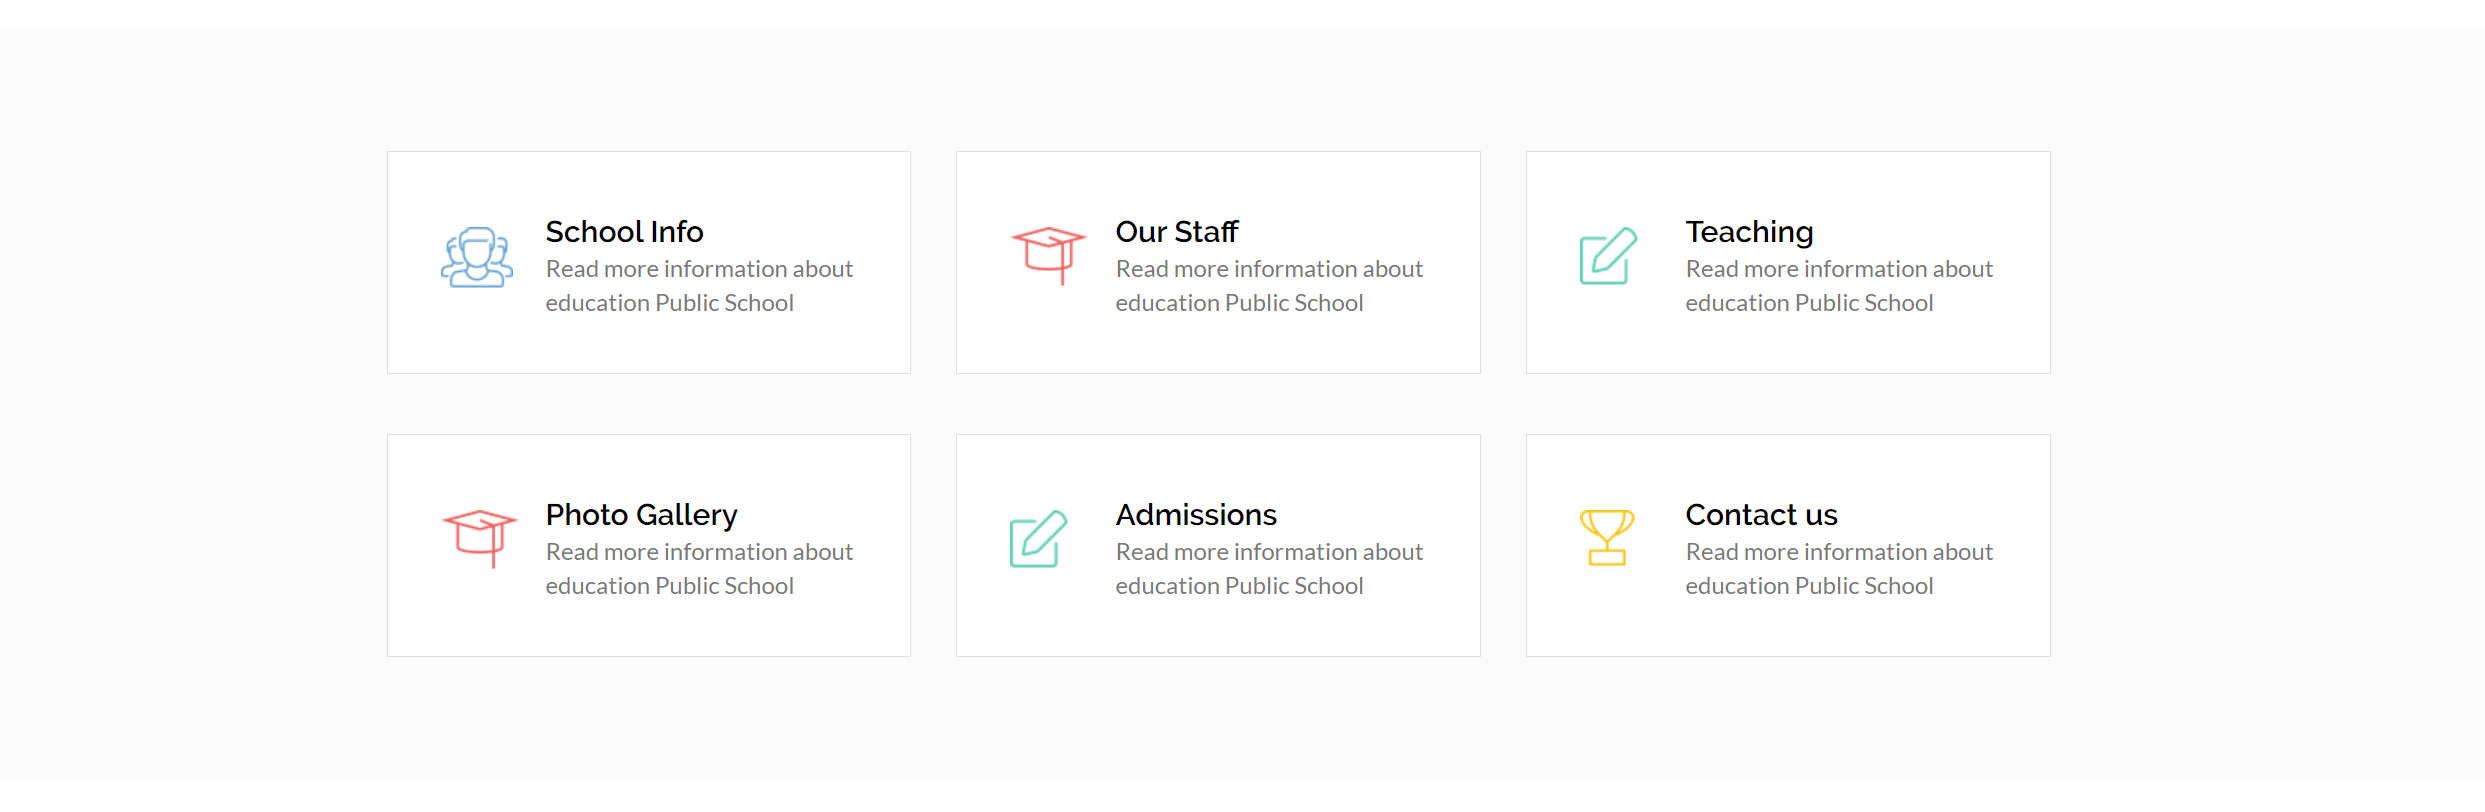 School Info
Read more information about
education Public School
Our Staff
Read more information about
education Public School
Teaching
Read more information about
education Public School
Photo Gallery
Read more information about
education Public School
Admissions
Read more information about
education Public School
Contact us
Read more information about
education Public School